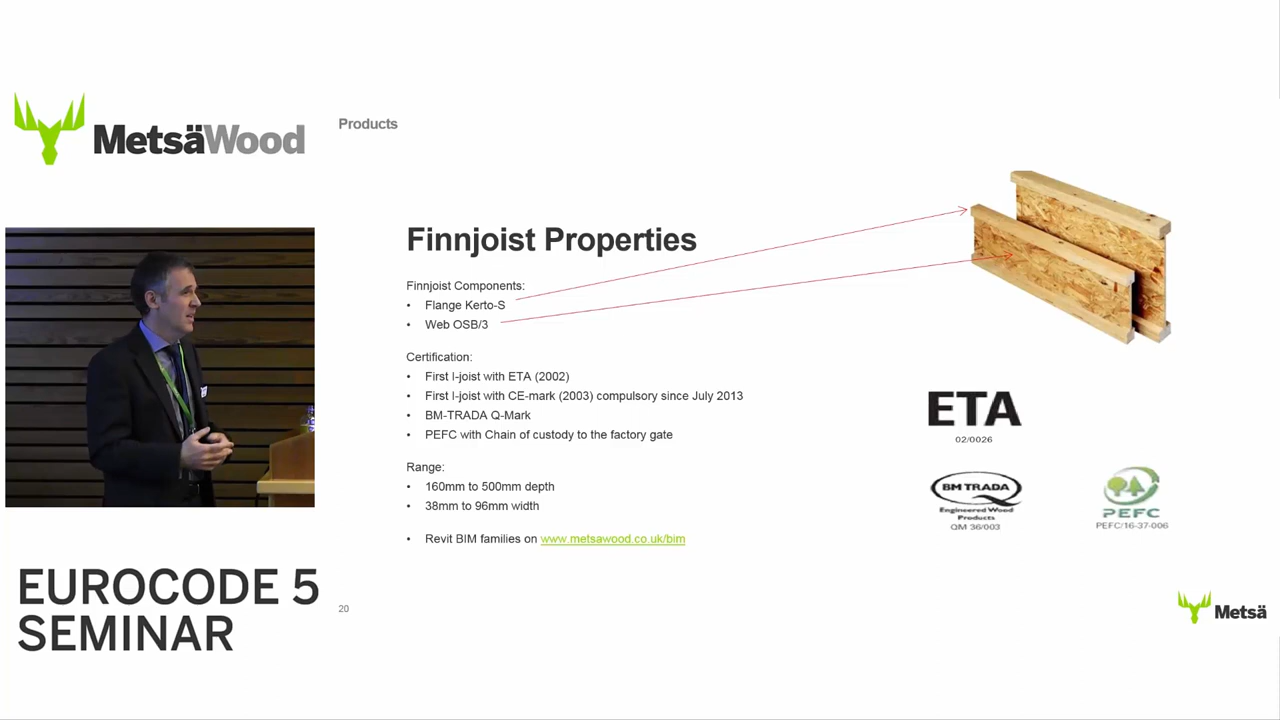 MetsäWood
Products
Finnjoist Properties
Finnjoist Components:
• Flange Kerto-S
• Web OSB/3
Certification:
• First I-joist with ETA (2002)
• First I-joist with CE-mark (2003) compulsory since July 2013
• BM-TRADA Q-Mark
• PEFC with Chain of custody to the factory gate
Range:
• 160mm to 500mm depth
• 38mm to 96mm width
• Revit BIM families on www.metsawood.co.uk/bim
ETA
02/0026
BM TRADA
Engineered Wood
Products
QM 36/003
PEFC
PEFC/16-37-006
EUROCODE 5
SEMINAR
20
Metsä